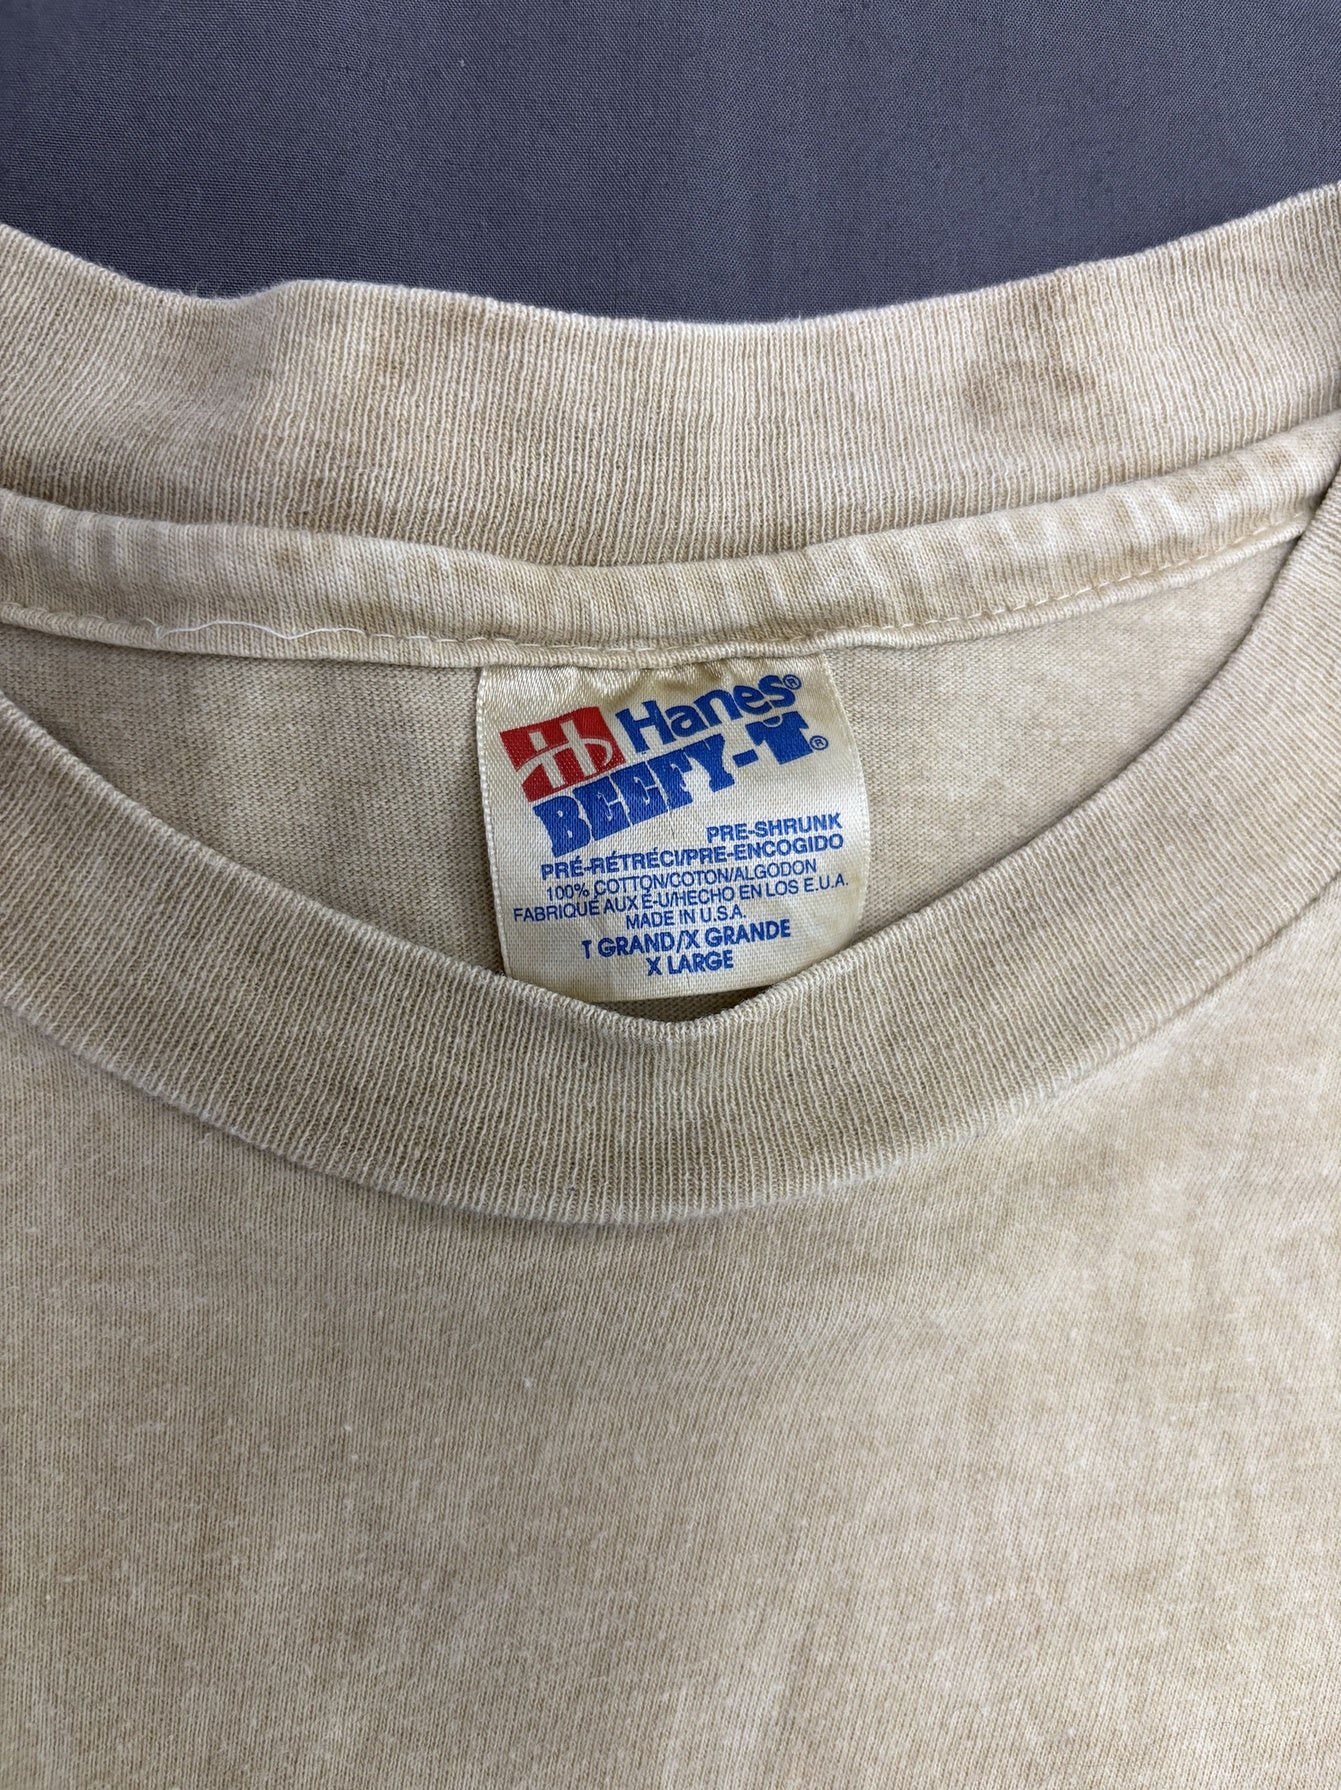 Hanes®
BEEFY-T®
PRE-SHRUNK
PRÉ-RÉTRÉCI/PRE-ENCOGIDO
100% COTTON/COTON/ALGODON
FABRIQUÉ AUX É-U/HECHO EN LOS E.U.A.
MADE IN U.S.A.
T GRAND/X GRANDE
X LARGE